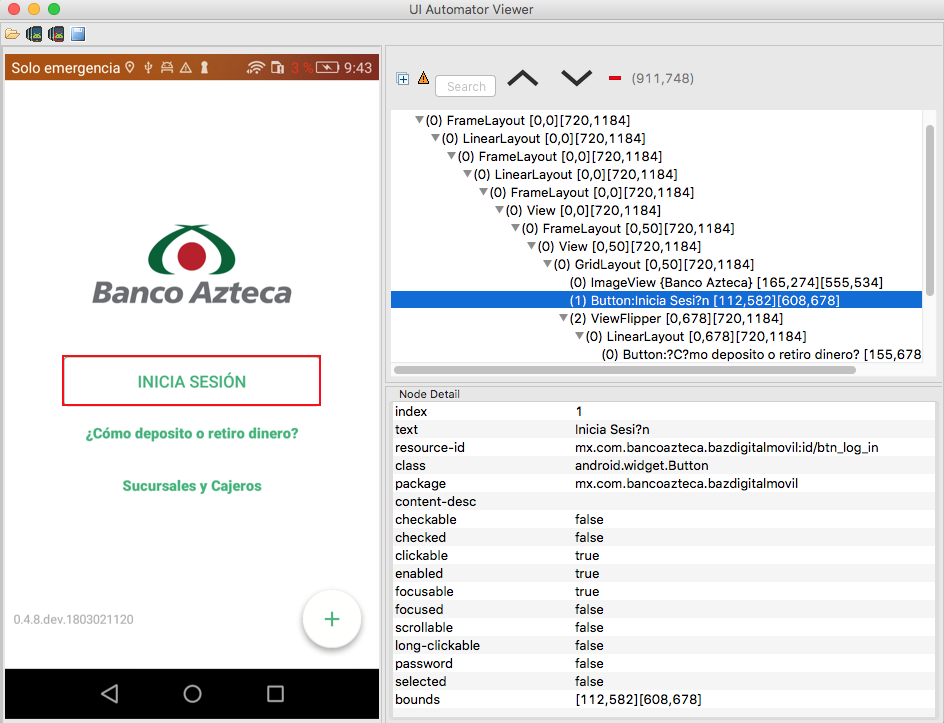 UI Automator Viewer
Solo emergencia 3 % 9:43
Banco Azteca
INICIA SESIÓN
¿Cómo deposito o retiro dinero?
Sucursales y Cajeros
0.4.8.dev.1803021120
+
Search (911,748)
(0) FrameLayout [0,0][720,1184]
(0) LinearLayout [0,0][720,1184]
(0) FrameLayout [0,0][720,1184]
(0) LinearLayout [0,0][720,1184]
(0) FrameLayout [0,0][720,1184]
(0) View [0,0][720,1184]
(0) FrameLayout [0,50][720,1184]
(0) View [0,50][720,1184]
(0) GridLayout [0,50][720,1184]
(0) ImageView {Banco Azteca} [165,274][555,534]
(1) Button:Inicia Sesi?n [112,582][608,678]
(2) ViewFlipper [0,678][720,1184]
(0) LinearLayout [0,678][720,1184]
(0) Button:?C?mo deposito o retiro dinero? [155,678
Node Detail
index 1
text Inicia Sesi?n
resource-id mx.com.bancoazteca.bazdigitalmovil:id/btn_log_in
class android.widget.Button
package mx.com.bancoazteca.bazdigitalmovil
content-desc
checkable false
checked false
clickable true
enabled true
focusable true
focused false
scrollable false
long-clickable false
password false
selected false
bounds [112,582][608,678]